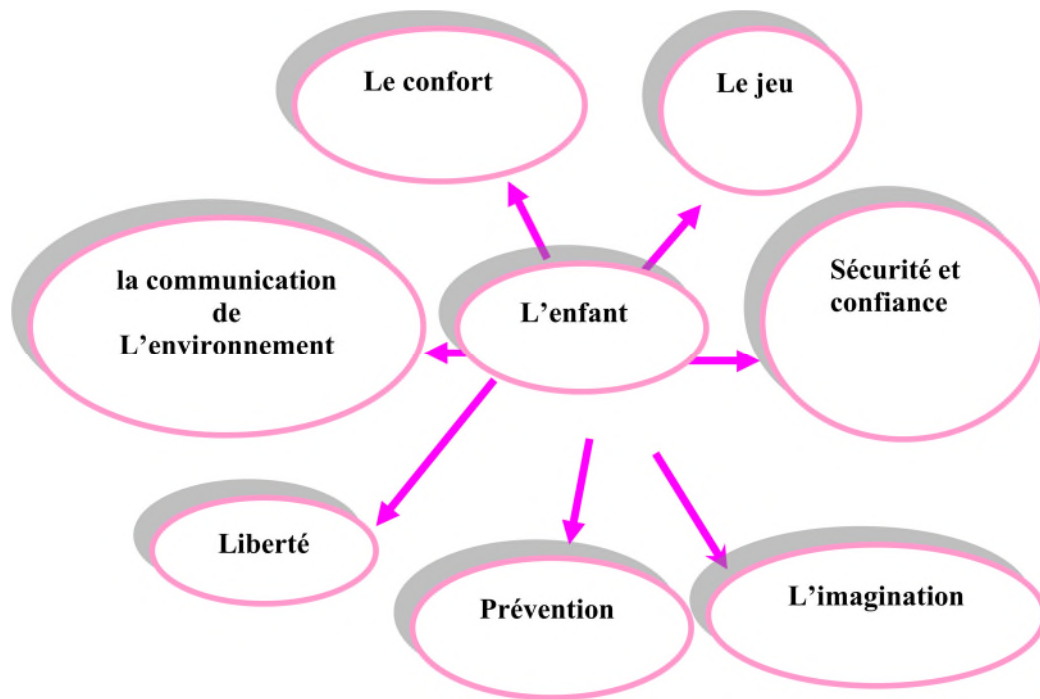 Le confort
Le jeu
la communication
de
L’environnement
L’enfant
Sécurité et
confiance
Liberté
Prévention
L’imagination